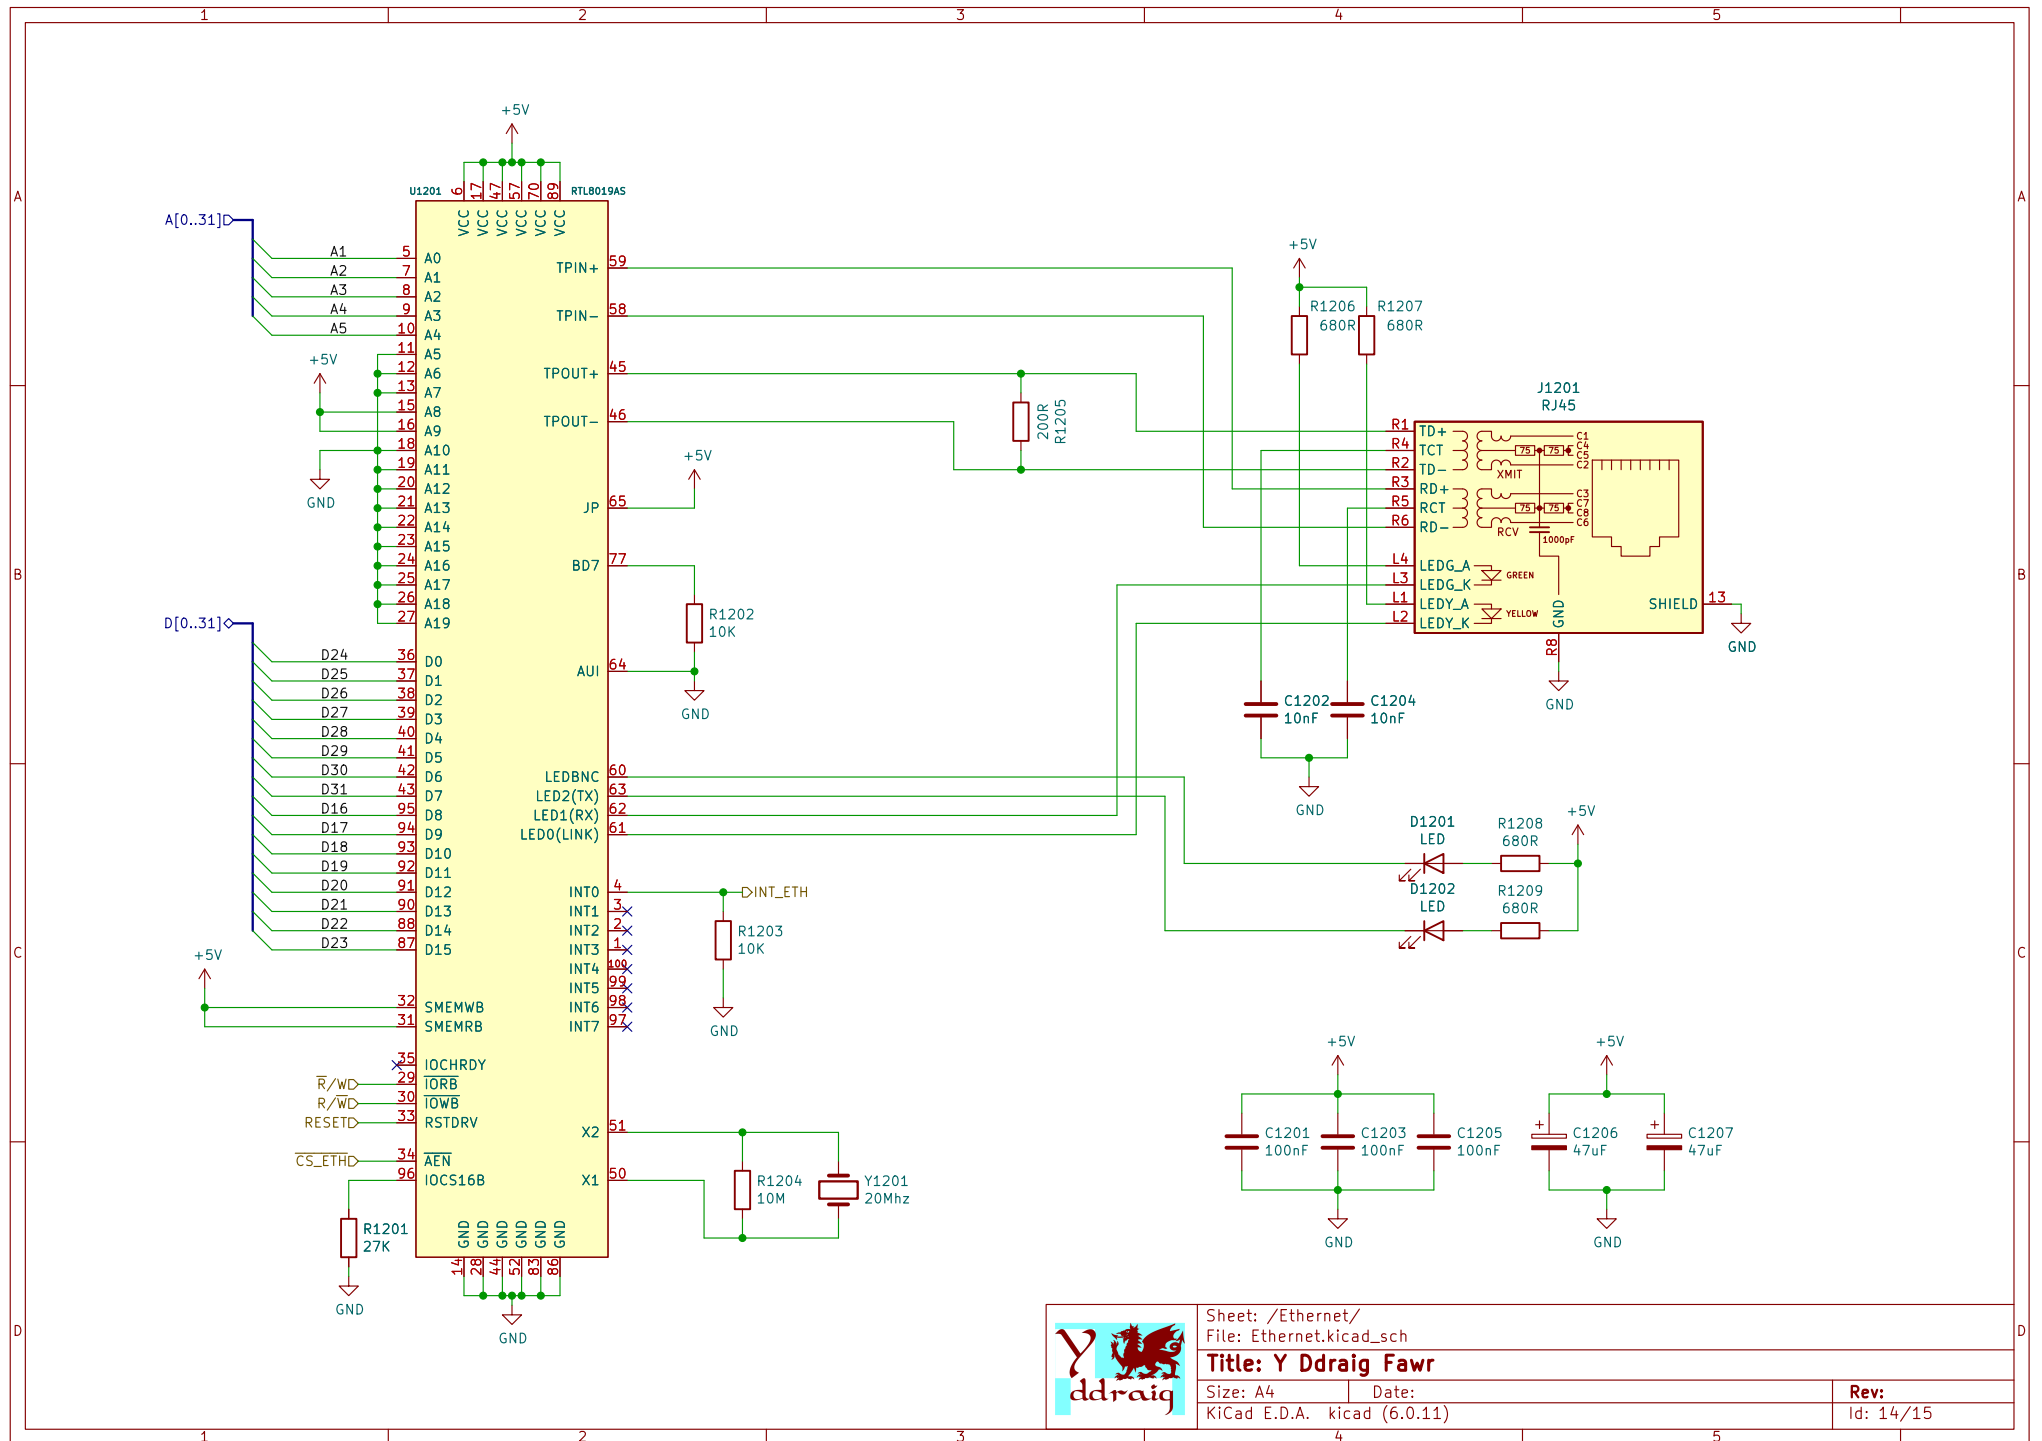 1 2 3 4 5
A
B
C
D
A
B
C
D
1 2 3 4 5
+5V
U1201
RTL8019AS
6 17 47 57 70 89
VCC VCC VCC VCC VCC VCC
A[0..31]
A1 5 A0
A2 7 A1
A3 8 A2
A4 9 A3
A5 10 A4
11 A5
12 A6
13 A7
15 A8
16 A9
18 A10
19 A11
20 A12
21 A13
22 A14
23 A15
24 A16
25 A17
26 A18
27 A19
+5V
GND
D[0..31]
D24 36 D0
D25 37 D1
D26 38 D2
D27 39 D3
D28 40 D4
D29 41 D5
D30 42 D6
D31 43 D7
D16 95 D8
D17 94 D9
D18 93 D10
D19 92 D11
D20 91 D12
D21 90 D13
D22 88 D14
D23 87 D15
+5V
32 SMEMWB
31 SMEMRB
35 IOCHRDY
R/W 29 IORB
R/W 30 IOWB
RESET 33 RSTDRV
CS_ETH 34 AEN
96 IOCS16B
R1201
27K
GND
GND GND GND GND GND GND
14 28 44 52 83 86
GND
TPIN+ 59
TPIN- 58
TPOUT+ 45
TPOUT- 46
JP 65
BD7 77
AUI 64
LEDBNC 60
LED2(TX) 63
LED1(RX) 62
LED0(LINK) 61
INT0 4
INT1 3
INT2 2
INT3 1
INT4 100
INT5 99
INT6 98
INT7 97
X2 51
X1 50
200R
R1205
+5V
R1202
10K
GND
INT_ETH
R1203
10K
GND
R1204
10M
Y1201
20Mhz
+5V
R1206
680R
R1207
680R
J1201
RJ45
R1 TD+
R4 TCT
R2 TD-
R3 RD+
R5 RCT
R6 RD-
L4 LEDG_A
L3 LEDG_K
L1 LEDY_A
L2 LEDY_K
75 75
XMIT
C1
C4
C5
C2
75 75
RCV
C3
C7
C8
C6
1000pF
GREEN
YELLOW
GND
R8
GND
SHIELD 13
GND
C1202
10nF
C1204
10nF
GND
D1201
LED
R1208
680R
+5V
D1202
LED
R1209
680R
+5V
C1201
100nF
C1203
100nF
C1205
100nF
GND
+5V
C1206
47uF
C1207
47uF
GND
Y
ddraig
Sheet: /Ethernet/
File: Ethernet.kicad_sch
Title: Y Ddraig Fawr
Size: A4 Date: Rev:
KiCad E.D.A. kicad (6.0.11) Id: 14/15